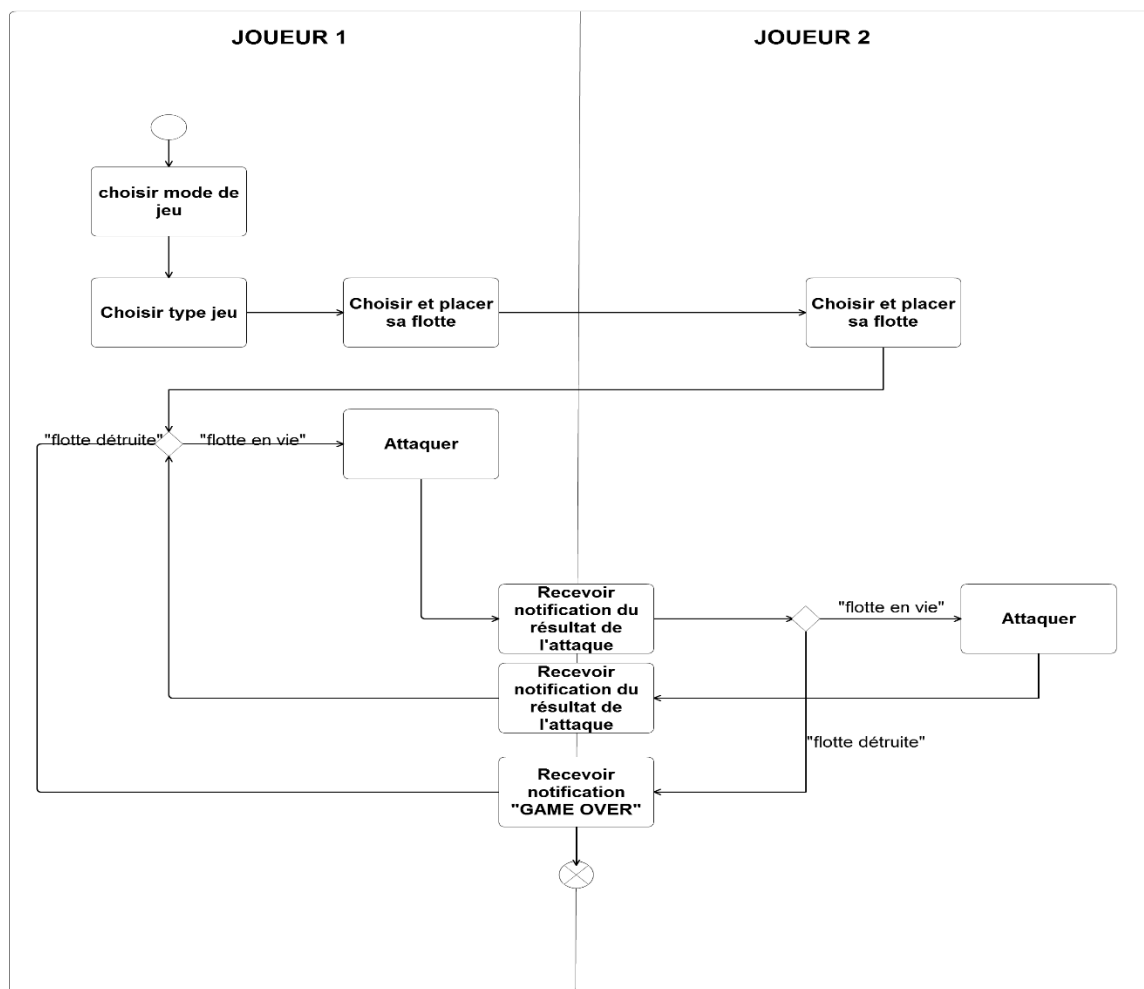 JOUEUR 1
JOUEUR 2
choisir mode de
jeu
Choisir type jeu
Choisir et placer
sa flotte
Choisir et placer
sa flotte
"flotte détruite"
"flotte en vie"
Attaquer
Recevoir
notification du
résultat de
l'attaque
"flotte en vie"
Attaquer
Recevoir
notification du
résultat de
l'attaque
"flotte détruite"
Recevoir
notification
"GAME OVER"